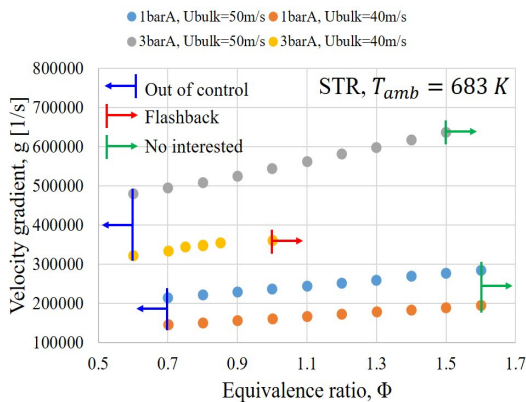 1barA, Ubulk=50m/s 1barA, Ubulk=40m/s
3barA, Ubulk=50m/s 3barA, Ubulk=40m/s
800000
700000
600000
500000
400000
300000
200000
100000
Velocity gradient, g [1/s]
Out of control
Flashback
No interested
STR, T_amb = 683 K
0.5 0.7 0.9 1.1 1.3 1.5 1.7
Equivalence ratio, Φ